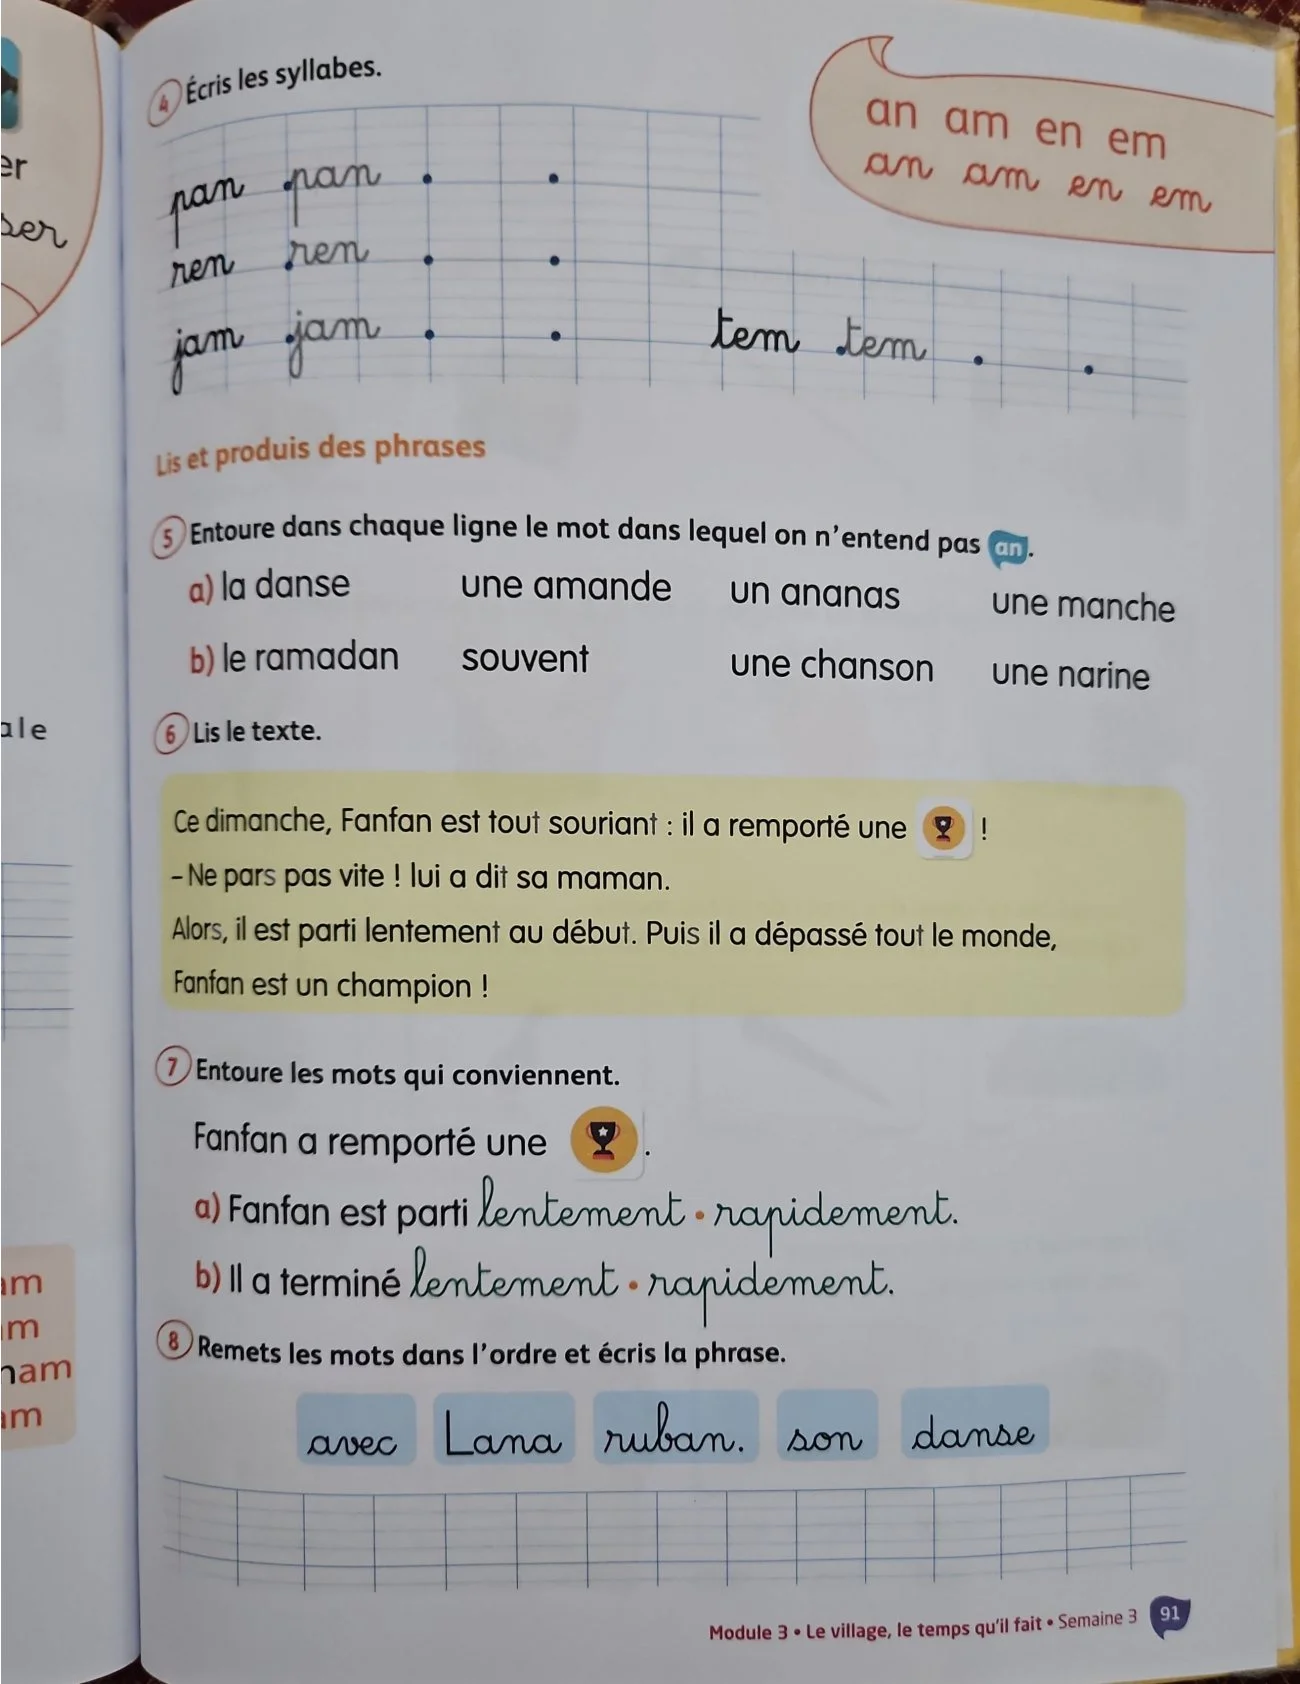 er
ser
ale
am
m
ham
am
4 Écris les syllabes.
an am en em
an am en em
pan pan
ren ren
jam jam tem tem
Lis et produis des phrases
5 Entoure dans chaque ligne le mot dans lequel on n'entend pas an.
a) la danse une amande un ananas une manche
b) le ramadan souvent une chanson une narine
6 Lis le texte.
Ce dimanche, Fanfan est tout souriant : il a remporté une !
– Ne pars pas vite ! lui a dit sa maman.
Alors, il est parti lentement au début. Puis il a dépassé tout le monde,
Fanfan est un champion !
7 Entoure les mots qui conviennent.
Fanfan a remporté une .
a) Fanfan est parti lentement • rapidement.
b) Il a terminé lentement • rapidement.
8 Remets les mots dans l'ordre et écris la phrase.
avec Lana ruban. son danse
Module 3 • Le village, le temps qu'il fait • Semaine 3 91